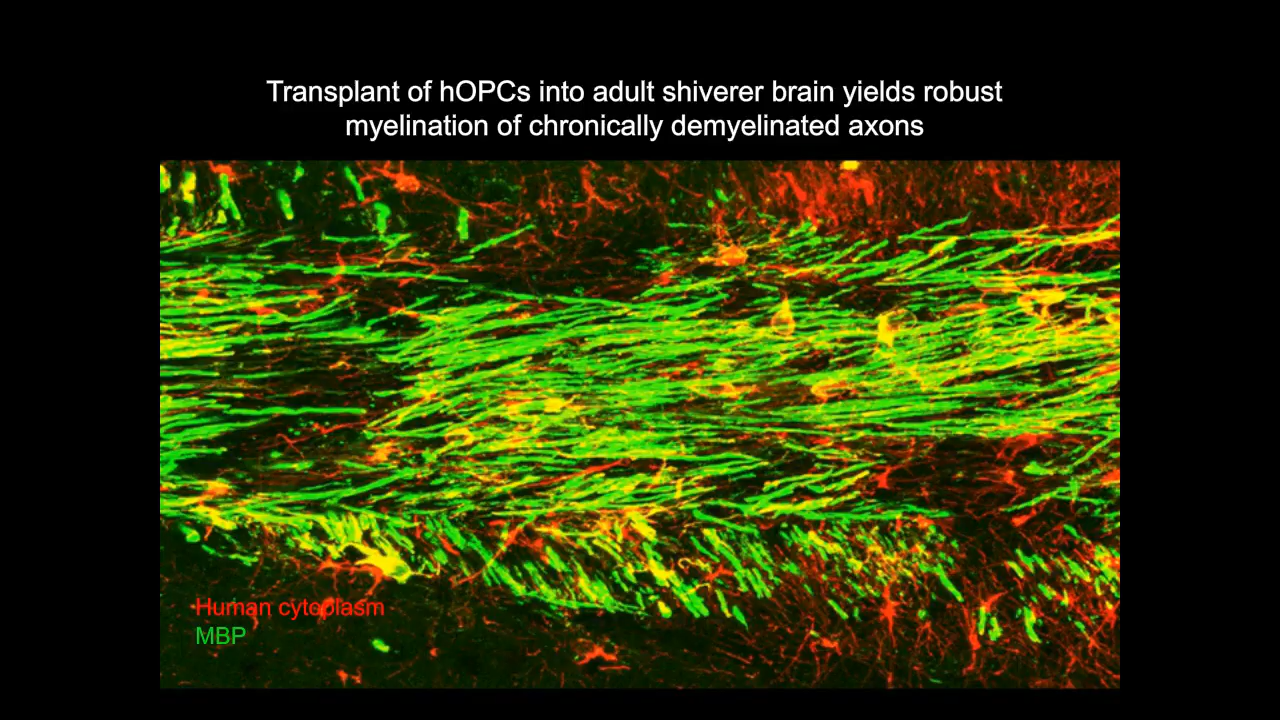 Transplant of hOPCs into adult shiverer brain yields robust
myelination of chronically demyelinated axons
Human cytoplasm
MBP